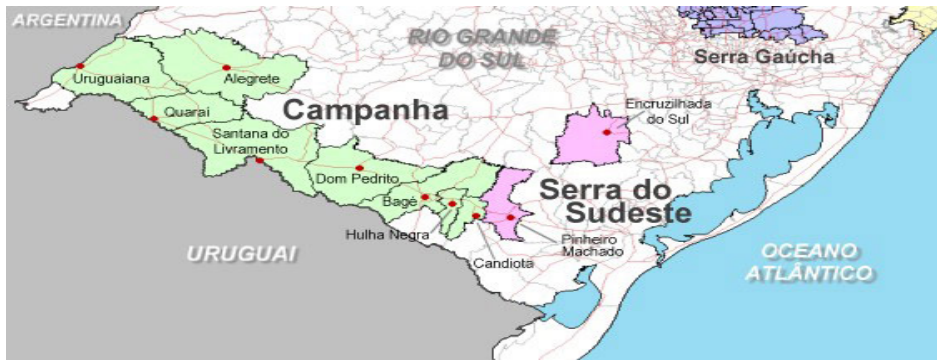 ARGENTINA
RIO GRANDE
DO SUL
Serra Gaúcha
Uruguaiana
Alegrete
Quaraí
Campanha
Encruzilhada
do Sul
Santana do
Livramento
Dom Pedrito
Bagé
Serra do
Sudeste
Hulha Negra
Pinheiro
Machado
Candiota
URUGUAI
OCEANO
ATLÂNTICO